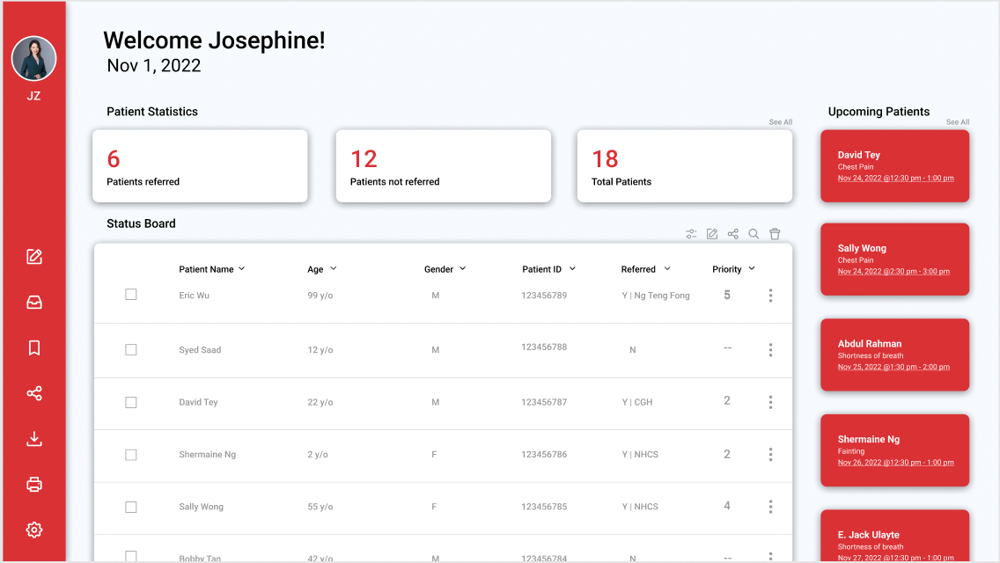 JZ
Welcome Josephine!
Nov 1, 2022
Patient Statistics
See All
6
Patients referred
12
Patients not referred
18
Total Patients
Status Board
Patient Name Age Gender Patient ID Referred Priority
Eric Wu 99 y/o M 123456789 Y | Ng Teng Fong 5
Syed Saad 12 y/o M 123456788 N --
David Tey 22 y/o M 123456787 Y | CGH 2
Shermaine Ng 2 y/o F 123456786 Y | NHCS 2
Sally Wong 55 y/o F 123456785 Y | NHCS 4
Bobby Tan 42 y/o M 123456784 N --
Upcoming Patients
See All
David Tey
Chest Pain
Nov 24, 2022 @12:30 pm - 1:00 pm
Sally Wong
Chest Pain
Nov 24, 2022 @2:30 pm - 3:00 pm
Abdul Rahman
Shortness of breath
Nov 25, 2022 @1:30 pm - 2:00 pm
Shermaine Ng
Fainting
Nov 26, 2022 @12:30 pm - 1:00 pm
E. Jack Ulayte
Shortness of breath
Nov 27, 2022 @12:30 pm - 1:00 pm